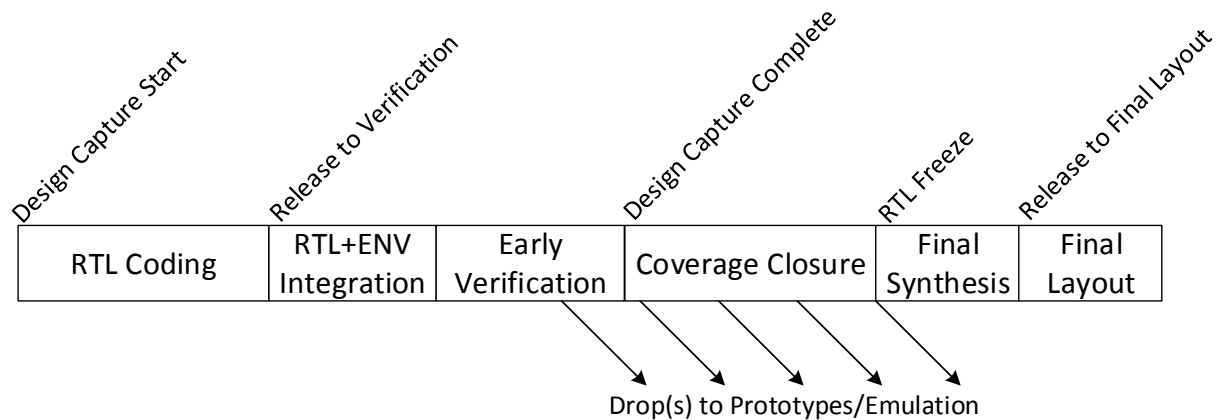 Design Capture Start
Release to Verification
Design Capture Complete
RTL Freeze
Release to Final Layout
RTL Coding
RTL+ENV
Integration
Early
Verification
Coverage Closure
Final
Synthesis
Final
Layout
Drop(s) to Prototypes/Emulation